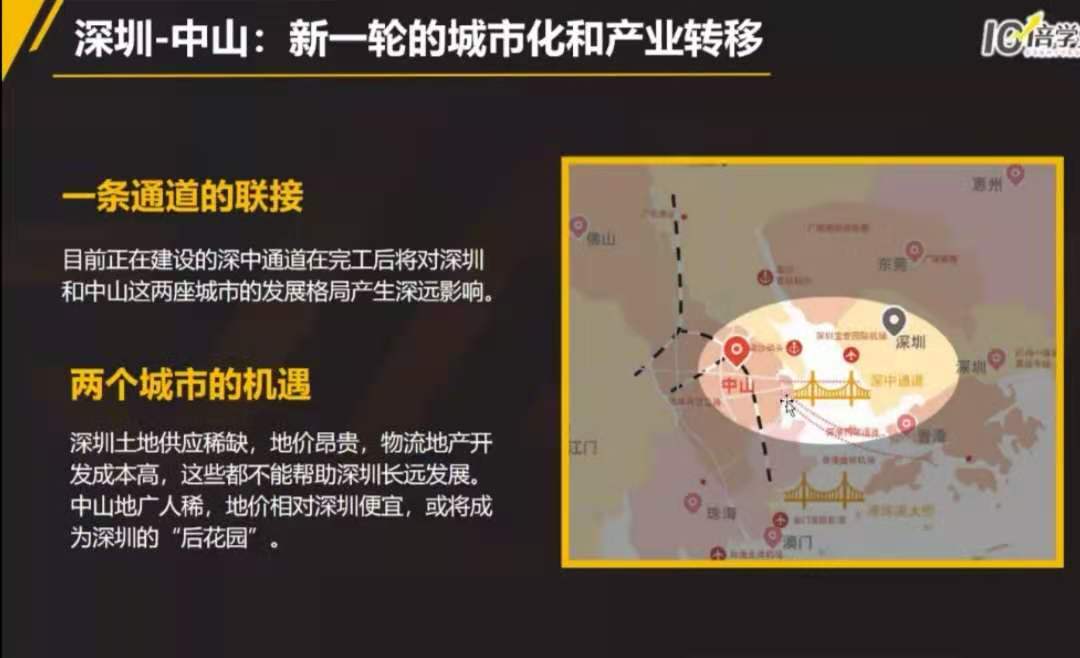 深圳-中山：新一轮的城市化和产业转移
10倍学
一条通道的联接
目前正在建设的深中通道在完工后将对深圳
和中山这两座城市的发展格局产生深远影响。
两个城市的机遇
深圳土地供应稀缺，地价昂贵，物流地产开
发成本高，这些都不能帮助深圳长远发展。
中山地广人稀，地价相对深圳便宜，或将成
为深圳的“后花园”。
惠州
佛山
东莞
深圳宝安国际机场
深圳
深圳
中山
深中通道
香港
江门
珠海
港珠澳大桥
澳门